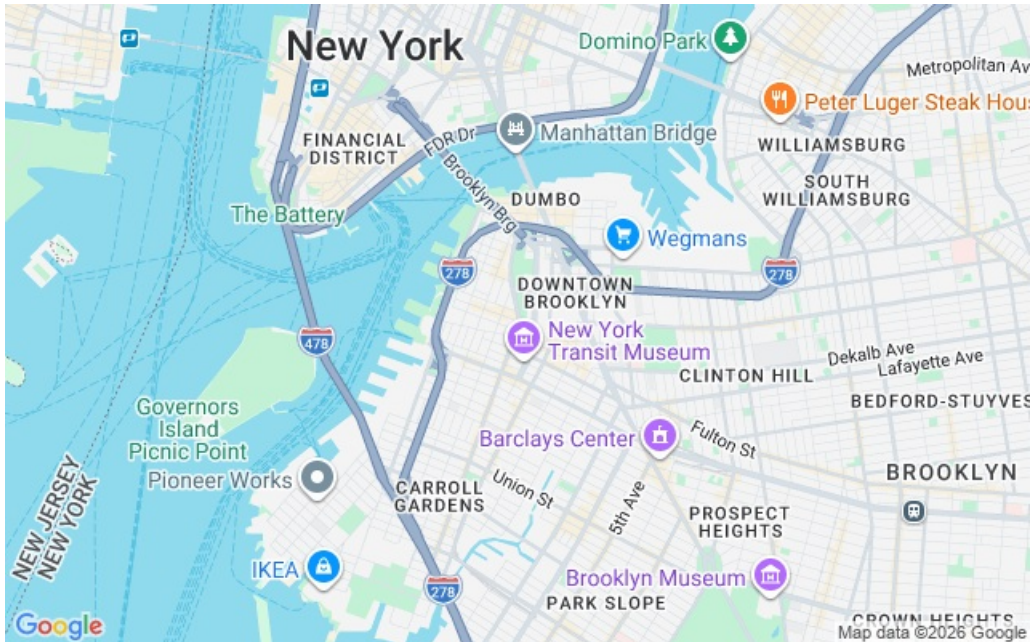 New York
Domino Park
Metropolitan Av
Peter Luger Steak Hous
FINANCIAL
DISTRICT
FDR Dr
Manhattan Bridge
WILLIAMSBURG
Brooklyn Brg
DUMBO
SOUTH
WILLIAMSBURG
The Battery
Wegmans
278
278
DOWNTOWN
BROOKLYN
478
New York
Transit Museum
Dekalb Ave
Lafayette Ave
CLINTON HILL
BEDFORD-STUYVES
Governors
Island
Picnic Point
Barclays Center
Fulton St
Pioneer Works
BROOKLYN
CARROLL
GARDENS
Union St
5th Ave
PROSPECT
HEIGHTS
NEW JERSEY
NEW YORK
IKEA
278
Brooklyn Museum
PARK SLOPE
CROWN HEIGHTS
Google
Map data ©2026 Google